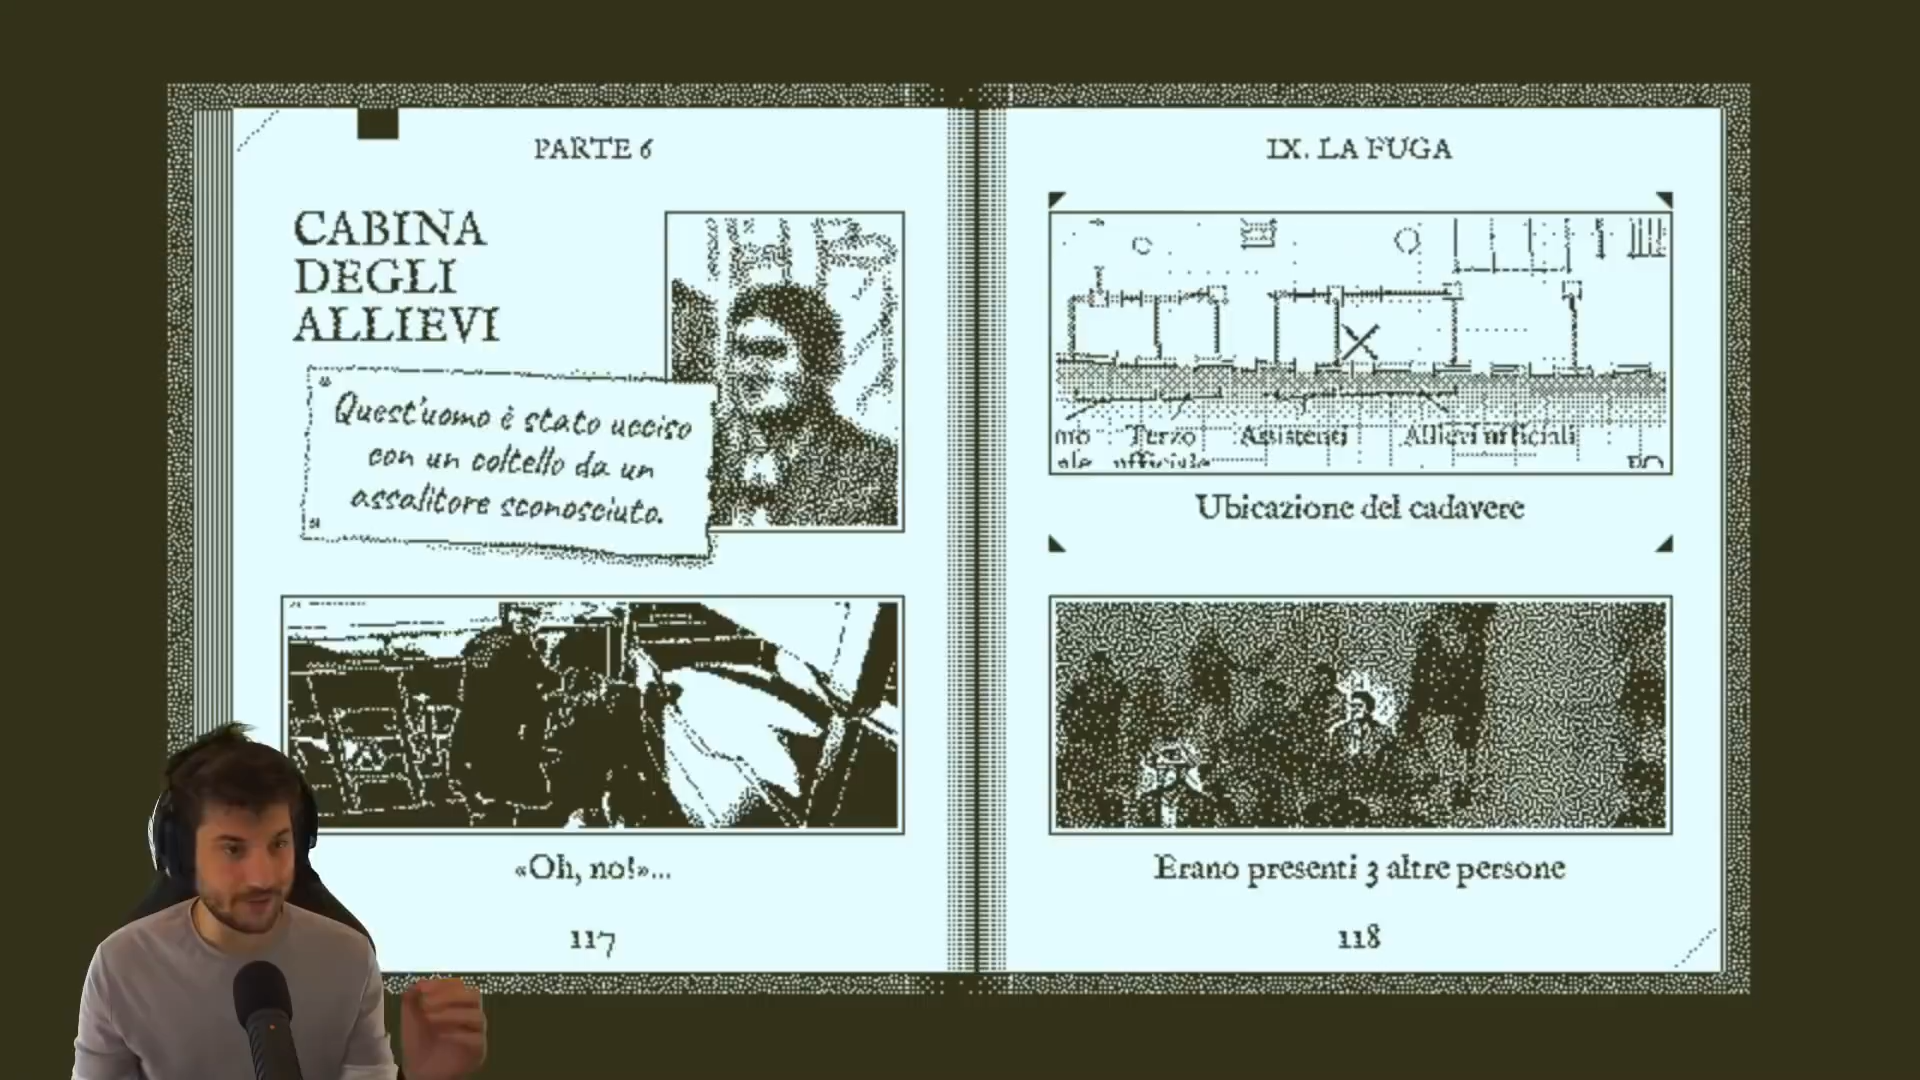 PARTE 6
CABINA
DEGLI
ALLIEVI
"Quest'uomo è stato ucciso
con un coltello da un
assalitore sconosciuto."
«Oh, no!»...
117
IX. LA FUGA
Terzo Assistenti Allievi ufficiali
ufficiale
Ubicazione del cadavere
Erano presenti 3 altre persone
118